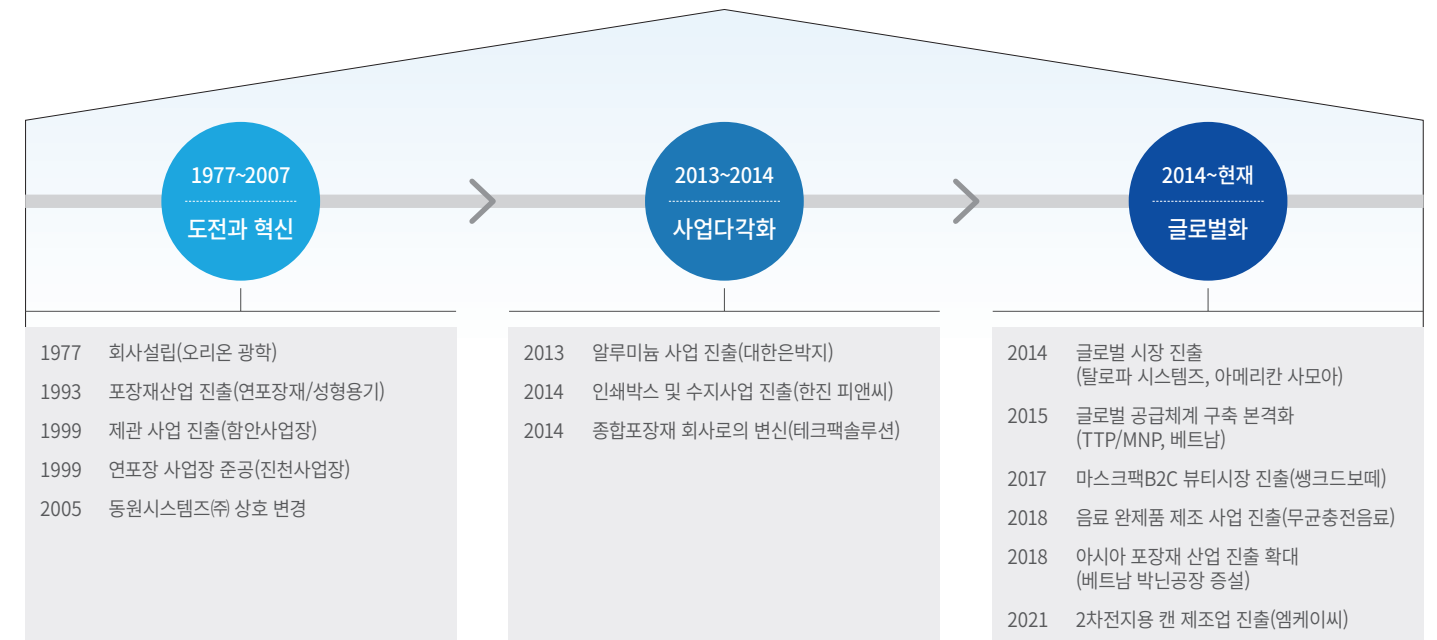 1977~2007
도전과 혁신
1977 회사설립(오리온 광학)
1993 포장재산업 진출(연포장재/성형용기)
1999 제관 사업 진출(함안사업장)
1999 연포장 사업장 준공(진천사업장)
2005 동원시스템즈㈜ 상호 변경
2013~2014
사업다각화
2013 알루미늄 사업 진출(대한은박지)
2014 인쇄박스 및 수지사업 진출(한진 피앤씨)
2014 종합포장재 회사로의 변신(테크팩솔루션)
2014~현재
글로벌화
2014 글로벌 시장 진출
(탈로파 시스템즈, 아메리칸 사모아)
2015 글로벌 공급체계 구축 본격화
(TTP/MNP, 베트남)
2017 마스크팩B2C 뷰티시장 진출(쌩크드보떼)
2018 음료 완제품 제조 사업 진출(무균충전음료)
2018 아시아 포장재 산업 진출 확대
(베트남 박닌공장 증설)
2021 2차전지용 캔 제조업 진출(엠케이씨)